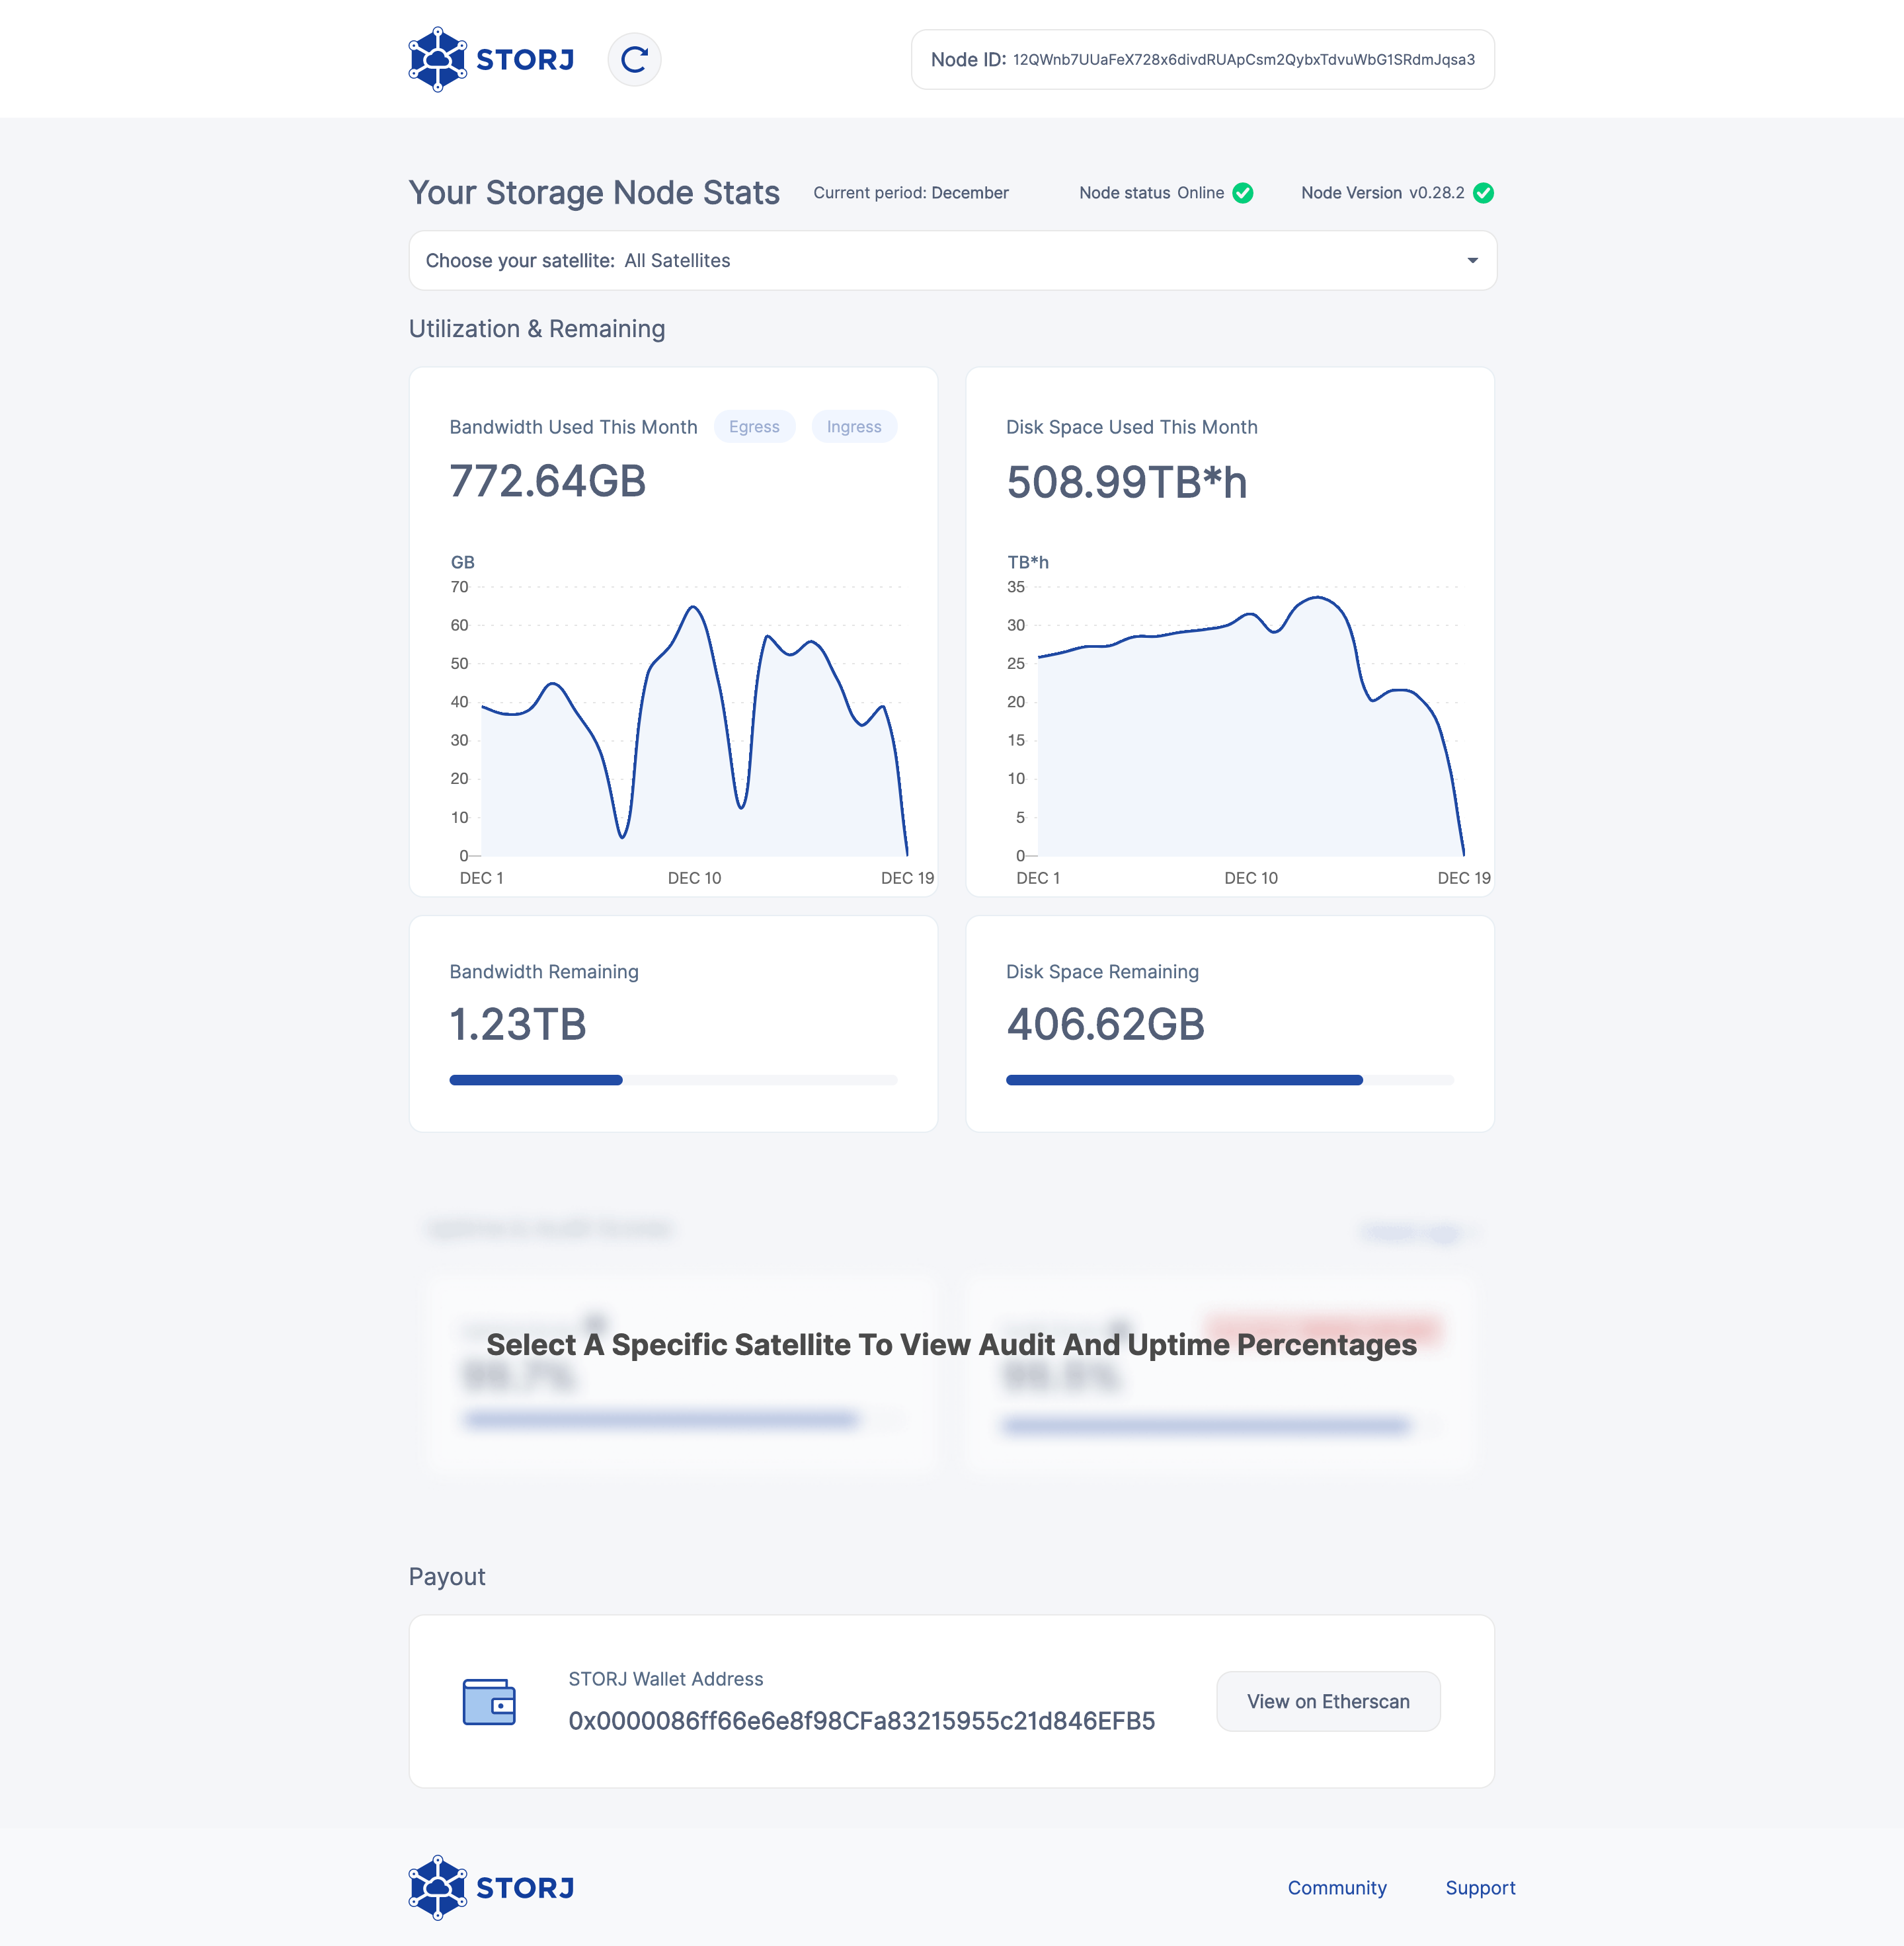 STORJ
Node ID: 12QWnb7UUaFeX728x6divdRUApCsm2QybxTdvuWbG1SRdmJqsa3
Your Storage Node Stats
Current period: December
Node status Online
Node Version v0.28.2
Choose your satellite: All Satellites
Utilization & Remaining
Bandwidth Used This Month
Egress
Ingress
772.64GB
GB
70
60
50
40
30
20
10
0
DEC 1
DEC 10
DEC 19
Disk Space Used This Month
508.99TB*h
TB*h
35
30
25
20
15
10
5
0
DEC 1
DEC 10
DEC 19
Bandwidth Remaining
1.23TB
Disk Space Remaining
406.62GB
Select A Specific Satellite To View Audit And Uptime Percentages
Payout
STORJ Wallet Address
0x0000086ff66e6e8f98CFa83215955c21d846EFB5
View on Etherscan
STORJ
Community
Support